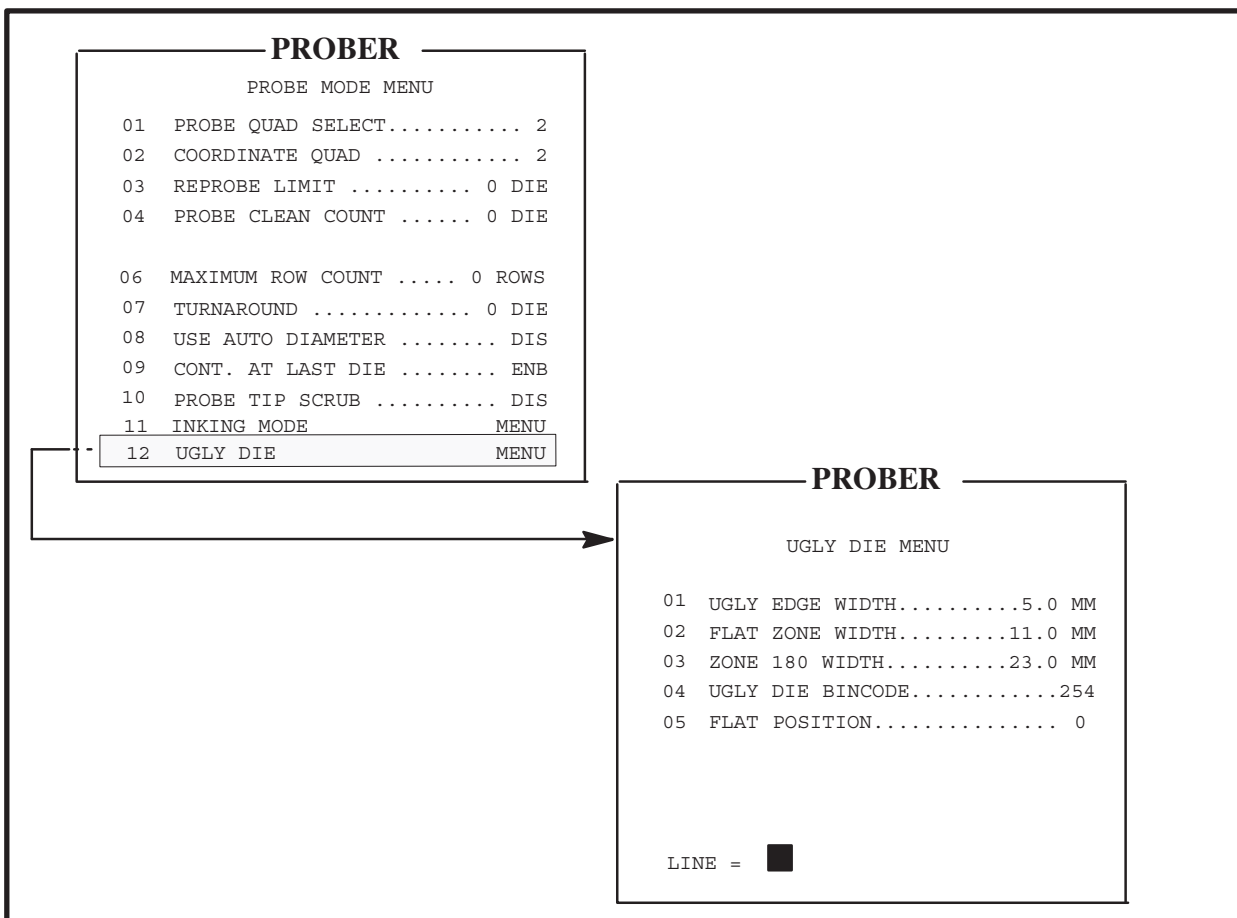 PROBER
PROBE MODE MENU
01 PROBE QUAD SELECT........... 2
02 COORDINATE QUAD ............ 2
03 REPROBE LIMIT .......... 0 DIE
04 PROBE CLEAN COUNT ...... 0 DIE
06 MAXIMUM ROW COUNT ..... 0 ROWS
07 TURNAROUND ............. 0 DIE
08 USE AUTO DIAMETER ........ DIS
09 CONT. AT LAST DIE ........ ENB
10 PROBE TIP SCRUB .......... DIS
11 INKING MODE MENU
12 UGLY DIE MENU
PROBER
UGLY DIE MENU
01 UGLY EDGE WIDTH..........5.0 MM
02 FLAT ZONE WIDTH.........11.0 MM
03 ZONE 180 WIDTH..........23.0 MM
04 UGLY DIE BINCODE............254
05 FLAT POSITION............... 0
LINE =